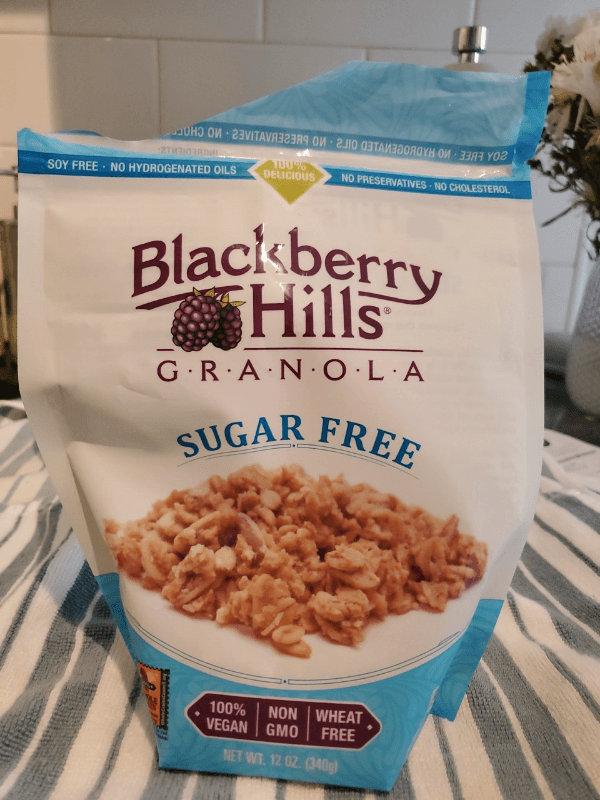 NO PRESERVATIVES · NO CHOL
SOY FREE · NO HYDROGENATED OILS ·
SOY FREE · NO HYDROGENATED OILS
100%
DELICIOUS
NO PRESERVATIVES · NO CHOLESTEROL
Blackberry
Hills®
G·R·A·N·O·L·A
SUGAR FREE
100%
VEGAN
NON
GMO
WHEAT
FREE
NET WT. 12 OZ. (340g)